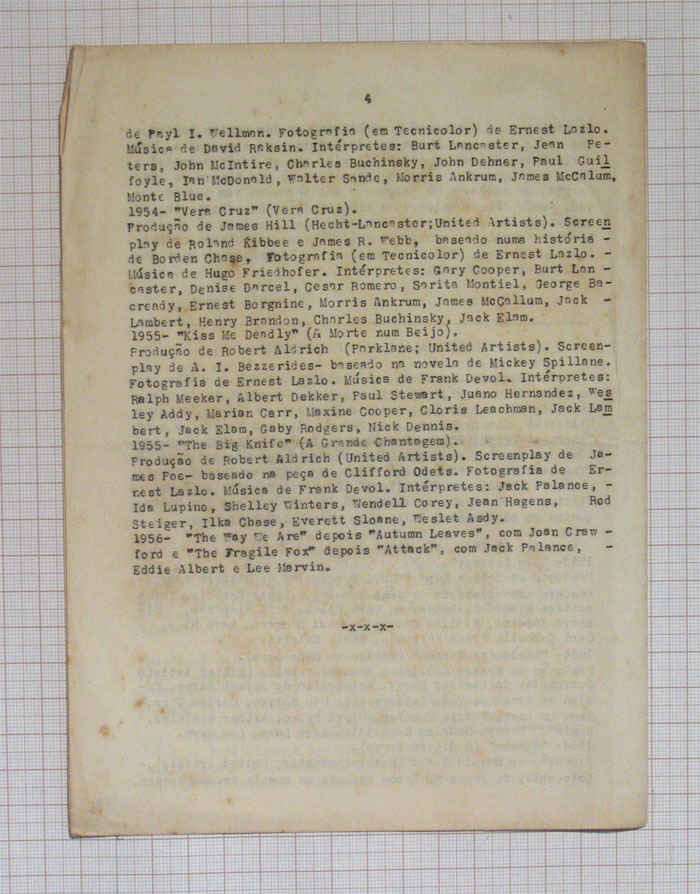 4
de Payl I. Wellman. Fotografia (em Tecnicolor) de Ernest Lazlo.
Música de David Raksin. Intérpretes: Burt Lancaster, Jean Pe-
ters, John McIntire, Charles Buchinsky, John Dehner, Paul Guil
foyle, Ian McDonald, Walter Sande, Morris Ankrum, James McCalum,
Monte Blue.
1954- "Vera Cruz" (Vera Cruz).
Produção de James Hill (Hecht-Lancaster;United Artists). Screen
play de Roland Kibbee e James R. Webb, baseado numa história -
de Borden Chase, Fotografia (em Tecnicolor) de Ernest Lazlo. -
Música de Hugo Friedhofer. Intérpretes: Gary Cooper, Burt Lan -
caster, Denise Darcel, Cesar Romero, Sarita Montiel, George Ba-
cready, Ernest Borgnine, Morris Ankrum, James McCallum, Jack -
Lambert, Henry Brandon, Charles Buchinsky, Jack Elam.
1955- "Kiss Me Deadly" (A Morte num Beijo).
Produção de Robert Aldrich (Parklane; United Artists). Screen-
play de A. I. Bezzerides- baseado na novela de Mickey Spillane.
Fotografia de Ernest Lazlo. Música de Frank Devol. Intérpretes:
Ralph Meeker, Albert Dekker, Paul Stewart, Juano Hernandez, Wes
ley Addy, Marian Carr, Maxine Cooper, Cloris Leachman, Jack Lam
bert, Jack Elam, Gaby Rodgers, Nick Dennis.
1955- "The Big Knife" (A Grande Chantagem).
Produção de Robert Aldrich (United Artists). Screenplay de Ja-
mes Poe- baseado na peça de Clifford Odets. Fotografia de Er-
nest Lazlo. Música de Frank Devol. Intérpretes: Jack Palance, -
Ida Lupino, Shelley Winters, Wendell Corey, Jean Hagens, Rod
Steiger, Ilka Chase, Everett Sloane, Weslet Asdy.
1956- "The Way We Are" depois "Autumn Leaves", com Joan Craw -
ford e "The Fragile Fox" depois "Attack", com Jack Palance, -
Eddie Albert e Lee Marvin.
-x-x-x-